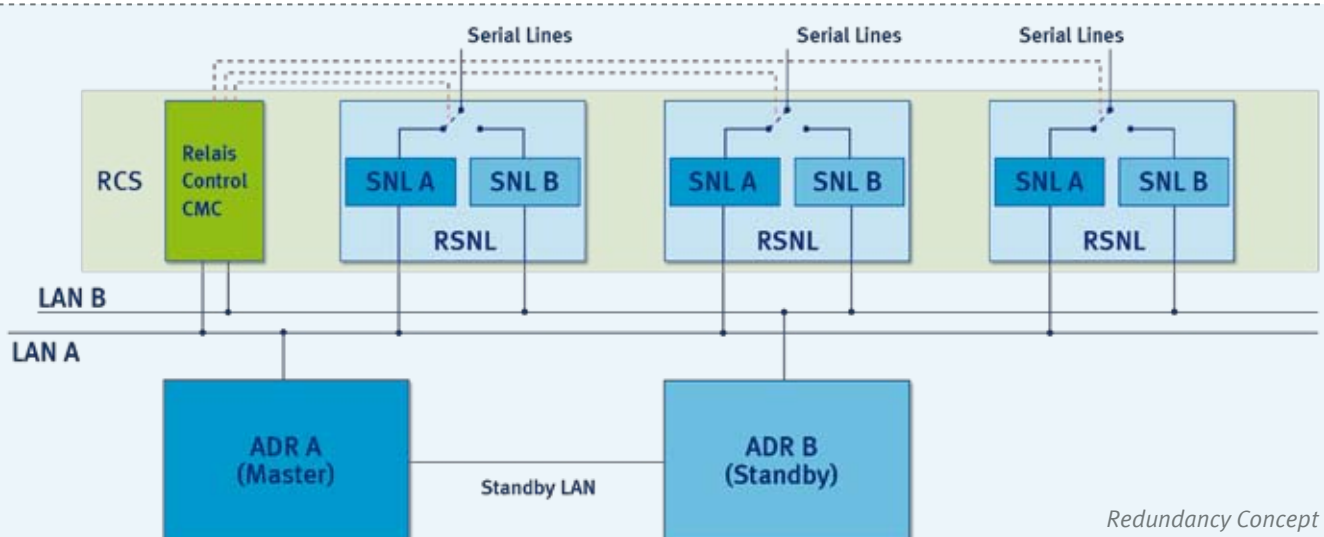 Serial Lines
Serial Lines
Serial Lines
RCS
Relais
Control
CMC
SNL A
SNL B
RSNL
SNL A
SNL B
RSNL
SNL A
SNL B
RSNL
LAN B
LAN A
ADR A
(Master)
Standby LAN
ADR B
(Standby)
Redundancy Concept